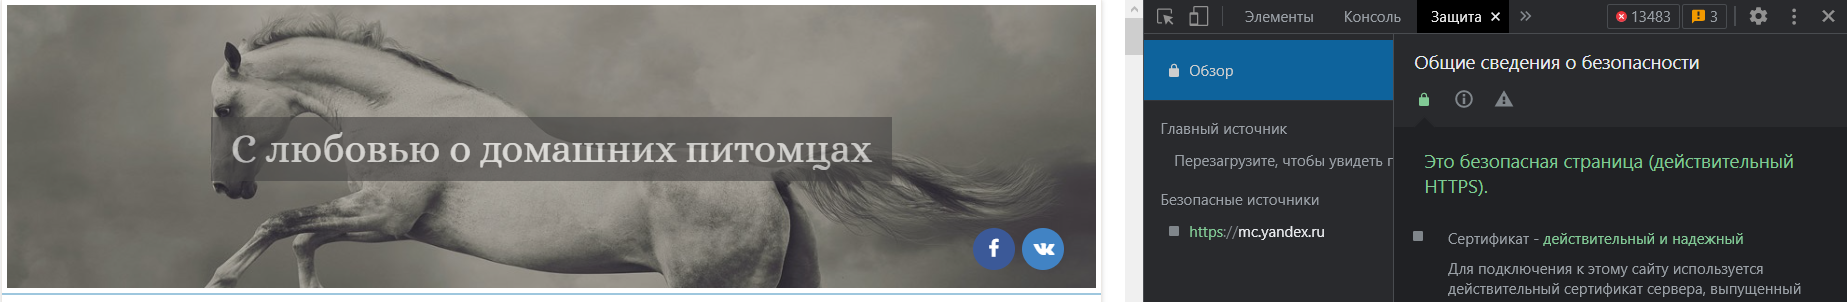 С любовью о домашних питомцах
Элементы Консоль Защита 13483 3
Обзор
Главный источник
Перезагрузите, чтобы увидеть г
Безопасные источники
https://mc.yandex.ru
Общие сведения о безопасности
Это безопасная страница (действительный
HTTPS).
Сертификат - действительный и надежный
Для подключения к этому сайту используется
действительный сертификат сервера, выпущенный